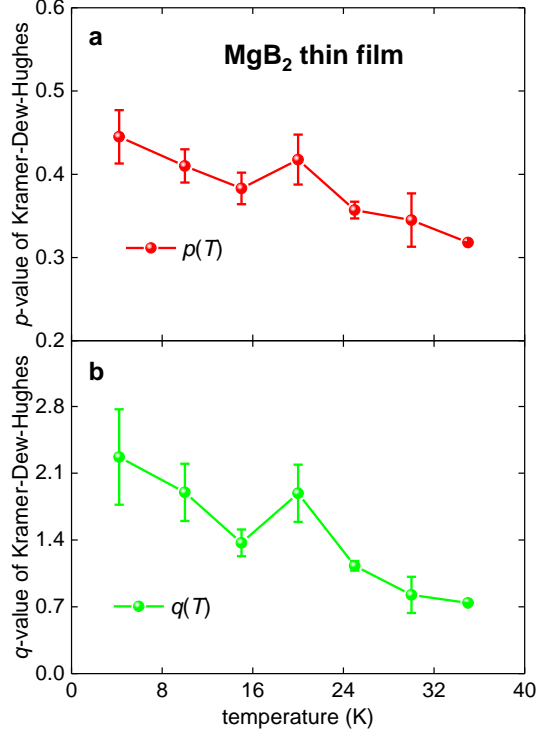 0.6
a
MgB₂ thin film
0.5
0.4
0.3
0.2
p-value of Kramer-Dew-Hughes
p(T)
b
2.8
2.1
1.4
0.7
0.0
q-value of Kramer-Dew-Hughes
q(T)
0 8 16 24 32 40
temperature (K)